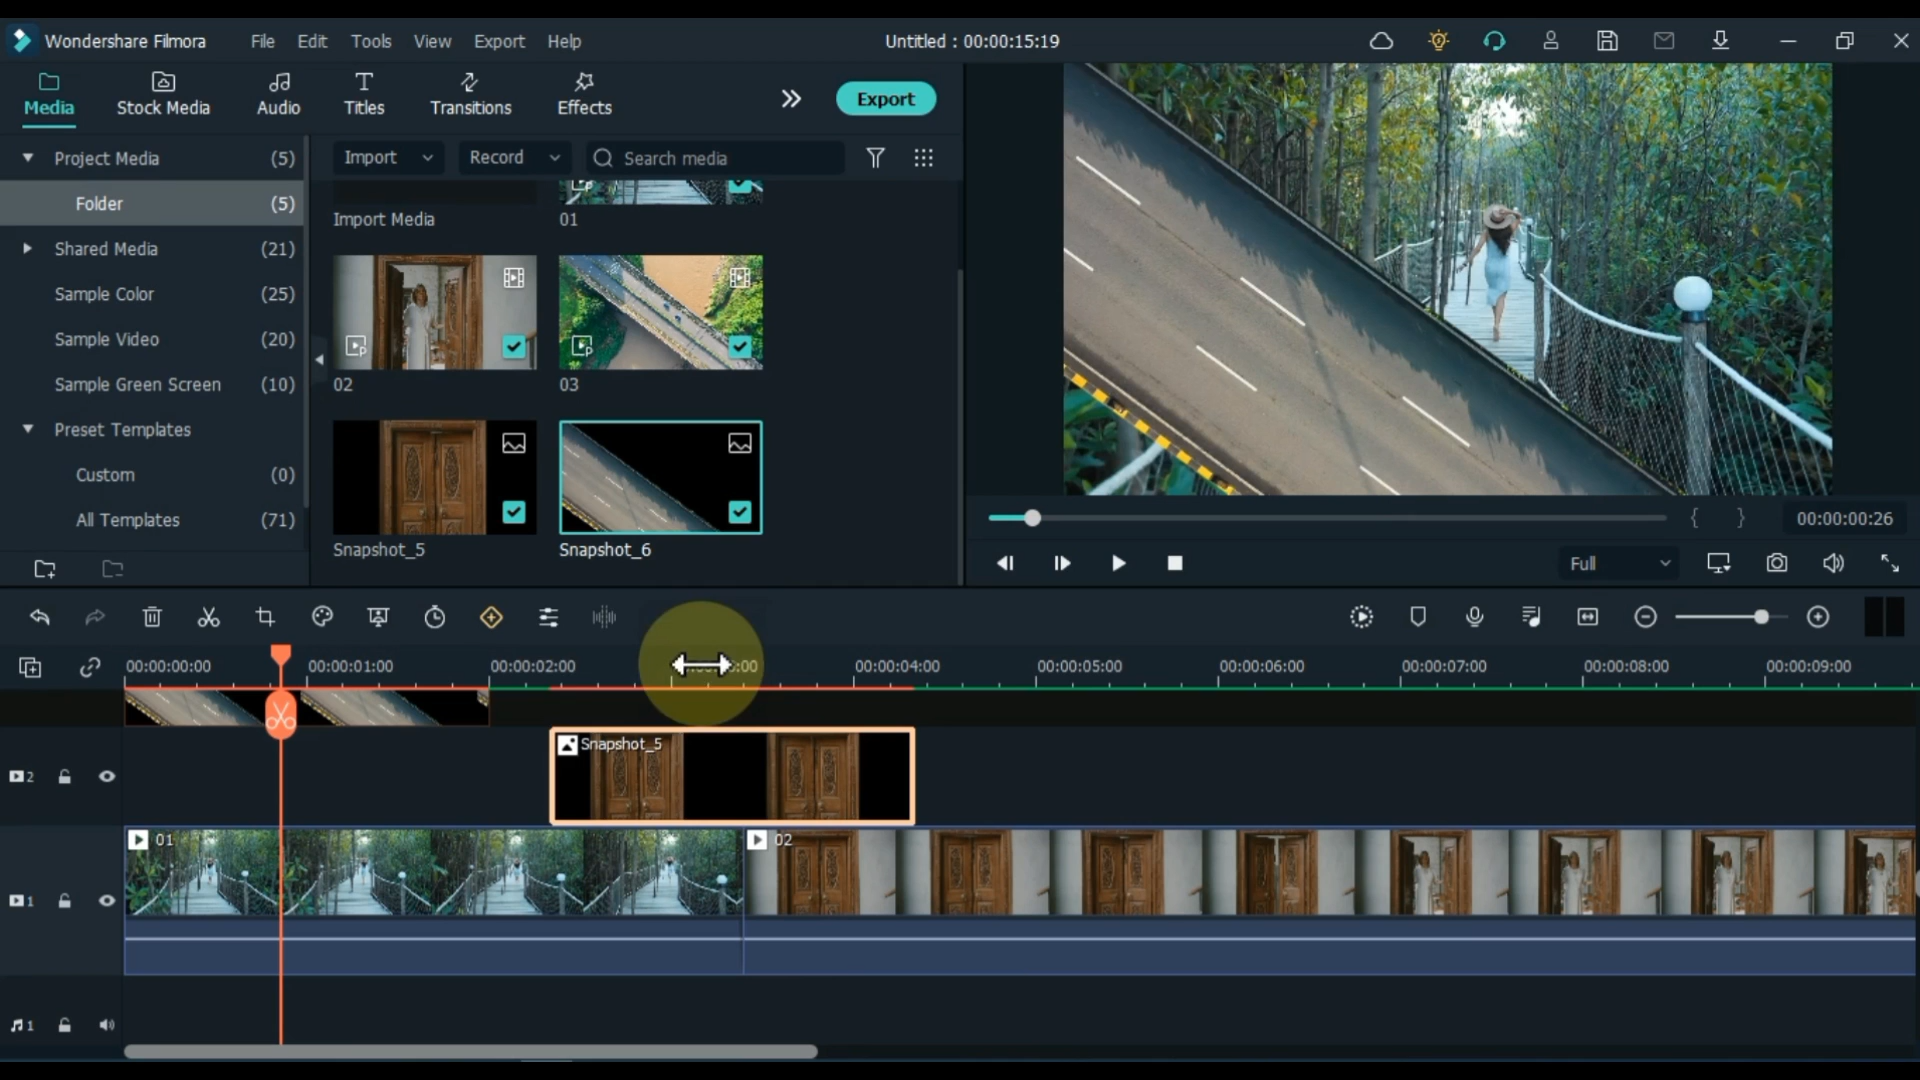 Wondershare Filmora File Edit Tools View Export Help Untitled : 00:00:15:19
Media Stock Media Audio Titles Transitions Effects Export
Project Media (5)
Folder (5)
Shared Media (21)
Sample Color (25)
Sample Video (20)
Sample Green Screen (10)
Preset Templates
Custom (0)
All Templates (71)
Import Record Search media
Import Media 01
02 03
Snapshot_5 Snapshot_6
{ } 00:00:00:26
Full
00:00:00:00 00:00:01:00 00:00:02:00 00:00:04:00 00:00:05:00 00:00:06:00 00:00:07:00 00:00:08:00 00:00:09:00
Snapshot_5
2
01 02
1
1